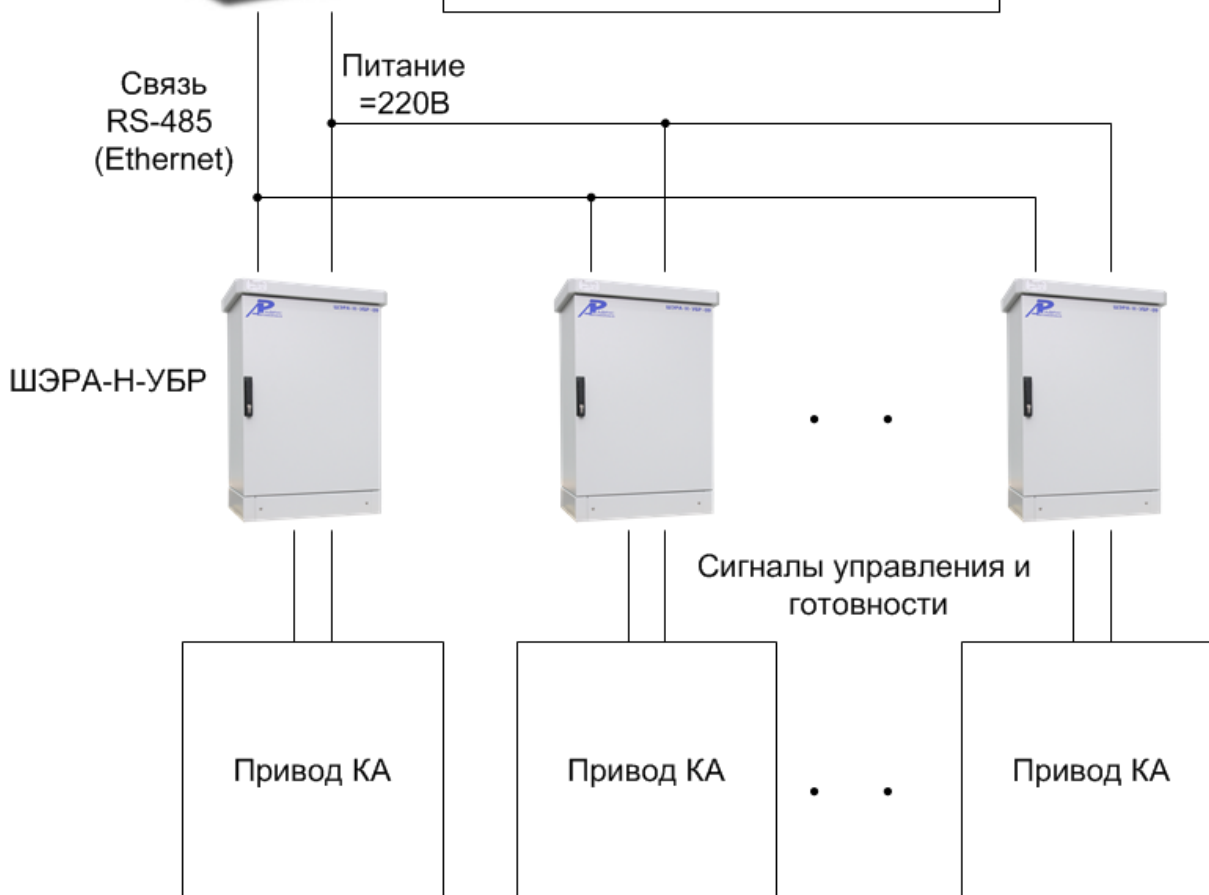 Связь
RS-485
(Ethernet)
Питание
=220В
ШЭРА-Н-УБР
Сигналы управления и
готовности
Привод КА
Привод КА
Привод КА